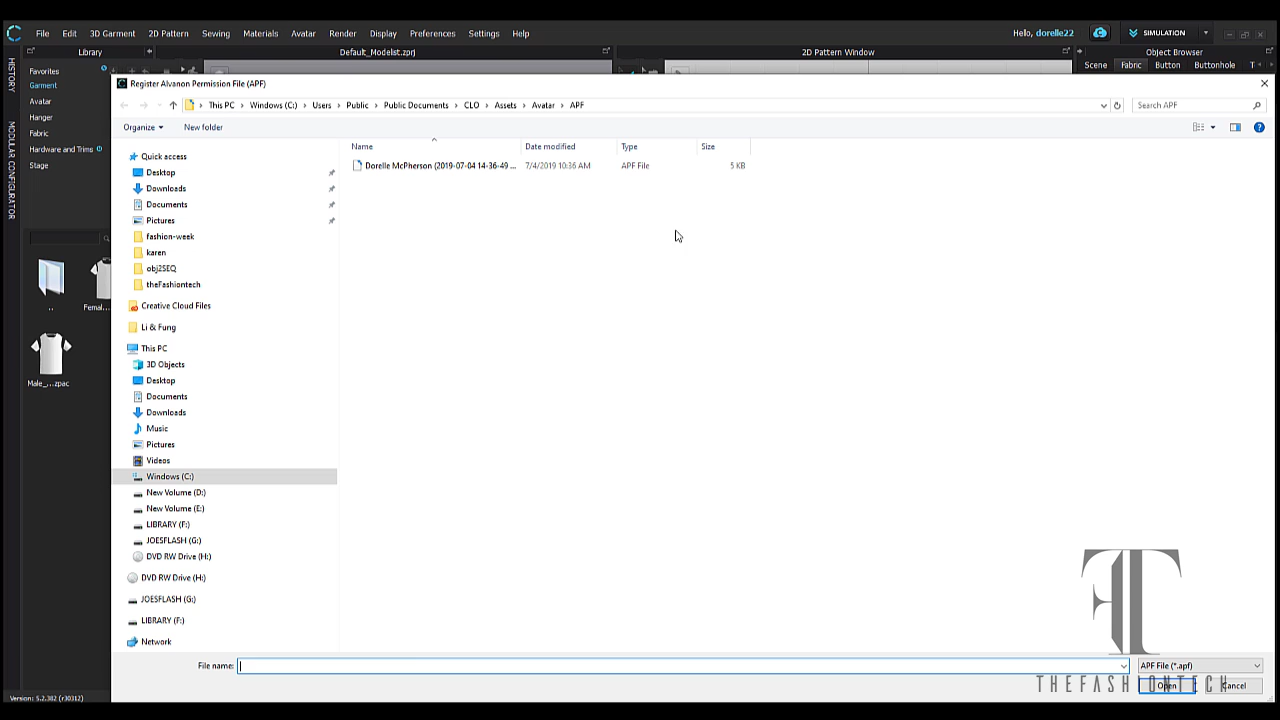 File Edit 3D Garment 2D Pattern Sewing Materials Avatar Render Display Preferences Settings Help Hello, dorelle22 SIMULATION
Library Default_Modelist.zprj 2D Pattern Window Object Browser
HISTORY
MODULAR CONFIGURATOR
Favorites
Garment
Avatar
Hanger
Fabric
Hardware and Trims
Stage
Scene Fabric Button Buttonhole T
..
Femal...
Male_...zpac
Register Alvanon Permission File (APF)
This PC Windows (C:) Users Public Public Documents CLO Assets Avatar APF Search APF
Organize New folder
Quick access
Desktop
Downloads
Documents
Pictures
fashion-week
karen
obj2SEQ
theFashiontech
Creative Cloud Files
Li & Fung
This PC
3D Objects
Desktop
Documents
Downloads
Music
Pictures
Videos
Windows (C:)
New Volume (D:)
New Volume (E:)
LIBRARY (F:)
JOESFLASH (G:)
DVD RW Drive (H:)
DVD RW Drive (H:)
JOESFLASH (G:)
LIBRARY (F:)
Network
Name Date modified Type Size
Dorelle McPherson (2019-07-04 14-36-49 ... 7/4/2019 10:36 AM APF File 5 KB
File name: APF File (*.apf)
Open Cancel
FT
THEFASHIONTECH
Version: 5.2.382 (r30312)